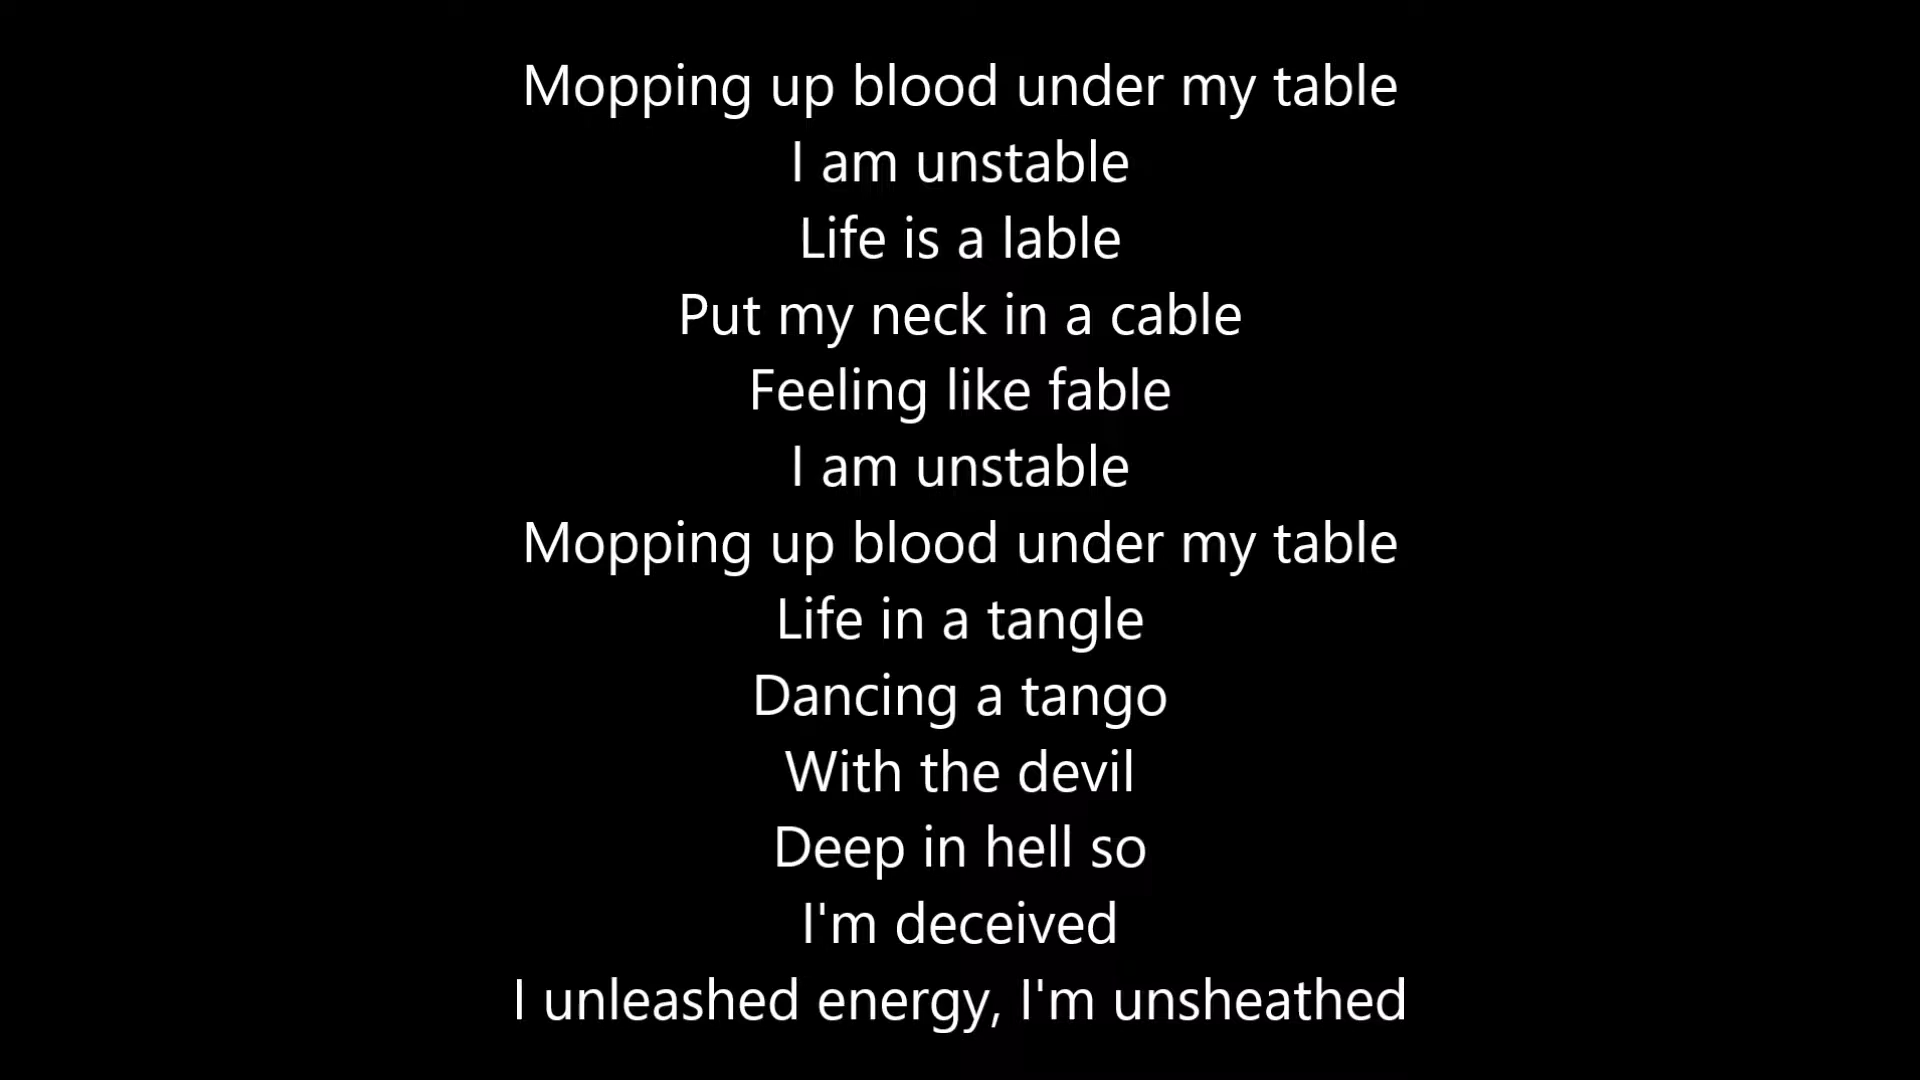 Mopping up blood under my table
I am unstable
Life is a lable
Put my neck in a cable
Feeling like fable
I am unstable
Mopping up blood under my table
Life in a tangle
Dancing a tango
With the devil
Deep in hell so
I'm deceived
I unleashed energy, I'm unsheathed